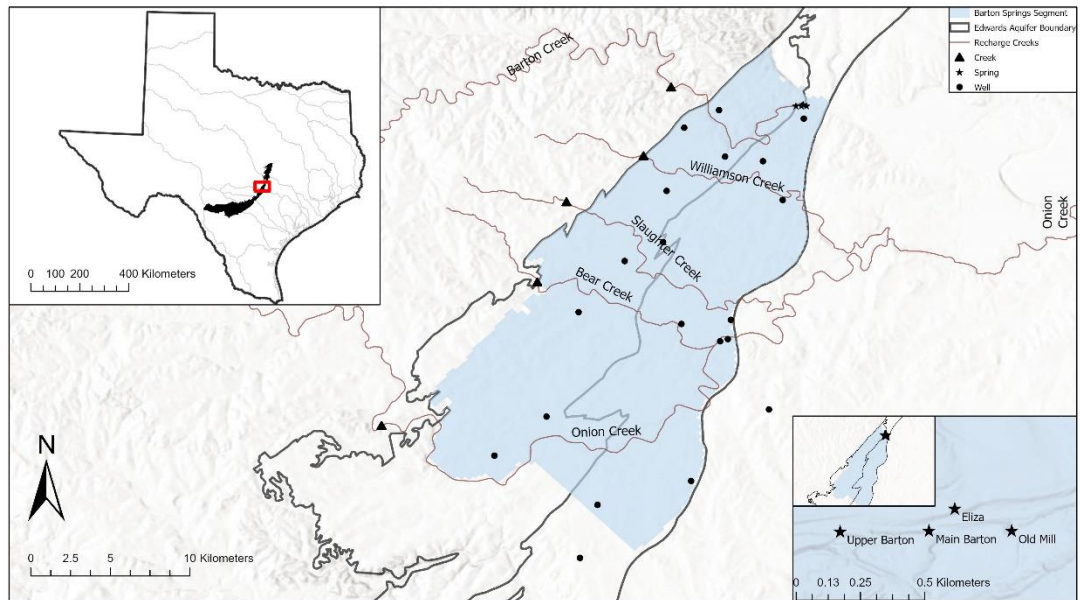 Barton Springs Segment
Edwards Aquifer Boundary
Recharge Creeks
Creek
Spring
Well
0 100 200 400 Kilometers
Barton Creek
Williamson Creek
Slaughter Creek
Bear Creek
Onion Creek
Onion
Creek
N
0 2.5 5 10 Kilometers
Eliza
Upper Barton
Main Barton
Old Mill
0 0.13 0.25 0.5 Kilometers